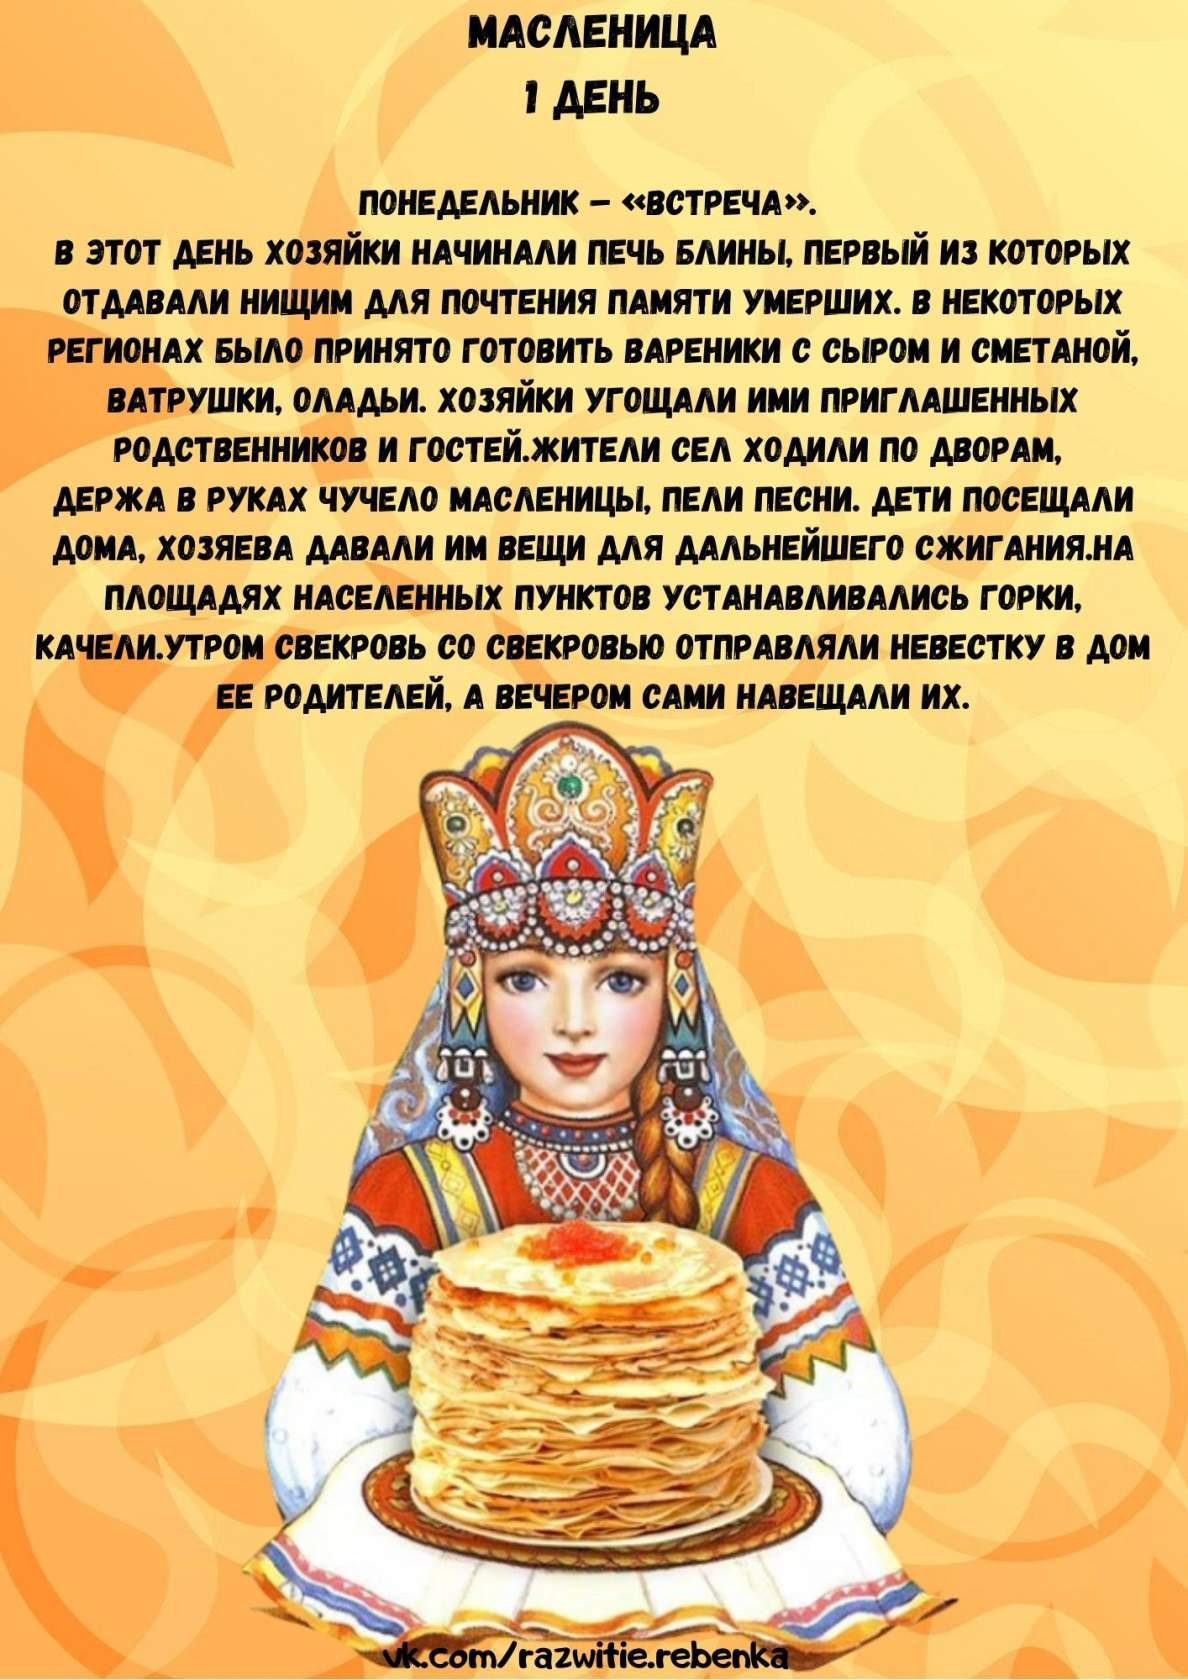 МАСЛЕНИЦА
1 ДЕНЬ
ПОНЕДЕЛЬНИК – «ВСТРЕЧА».
В ЭТОТ ДЕНЬ ХОЗЯЙКИ НАЧИНАЛИ ПЕЧЬ БЛИНЫ, ПЕРВЫЙ ИЗ КОТОРЫХ
ОТДАВАЛИ НИЩИМ ДЛЯ ПОЧТЕНИЯ ПАМЯТИ УМЕРШИХ. В НЕКОТОРЫХ
РЕГИОНАХ БЫЛО ПРИНЯТО ГОТОВИТЬ ВАРЕНИКИ С СЫРОМ И СМЕТАНОЙ,
ВАТРУШКИ, ОЛАДЬИ. ХОЗЯЙКИ УГОЩАЛИ ИМИ ПРИГЛАШЕННЫХ
РОДСТВЕННИКОВ И ГОСТЕЙ.ЖИТЕЛИ СЕЛ ХОДИЛИ ПО ДВОРАМ,
ДЕРЖА В РУКАХ ЧУЧЕЛО МАСЛЕНИЦЫ, ПЕЛИ ПЕСНИ. ДЕТИ ПОСЕЩАЛИ
ДОМА, ХОЗЯЕВА ДАВАЛИ ИМ ВЕЩИ ДЛЯ ДАЛЬНЕЙШЕГО СЖИГАНИЯ.НА
ПЛОЩАДЯХ НАСЕЛЕННЫХ ПУНКТОВ УСТАНАВЛИВАЛИСЬ ГОРКИ,
КАЧЕЛИ.УТРОМ СВЕКРОВЬ СО СВЕКРОВЬЮ ОТПРАВЛЯЛИ НЕВЕСТКУ В ДОМ
ЕЕ РОДИТЕЛЕЙ, А ВЕЧЕРОМ САМИ НАВЕЩАЛИ ИХ.
vk.com/razwitie.rebenka